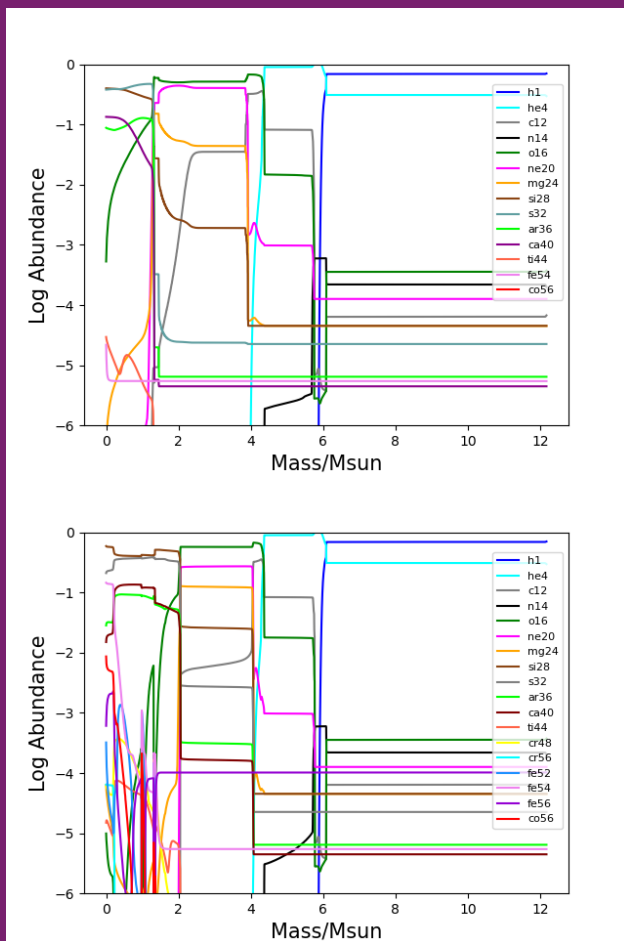 0
−1
−2
−3
−4
−5
−6
Log Abundance
h1
he4
c12
n14
o16
ne20
mg24
si28
s32
ar36
ca40
ti44
fe54
co56
0 2 4 6 8 10 12
Mass/Msun
0
−1
−2
−3
−4
−5
−6
Log Abundance
h1
he4
c12
n14
o16
ne20
mg24
si28
s32
ar36
ca40
ti44
cr48
cr56
fe52
fe54
fe56
co56
0 2 4 6 8 10 12
Mass/Msun